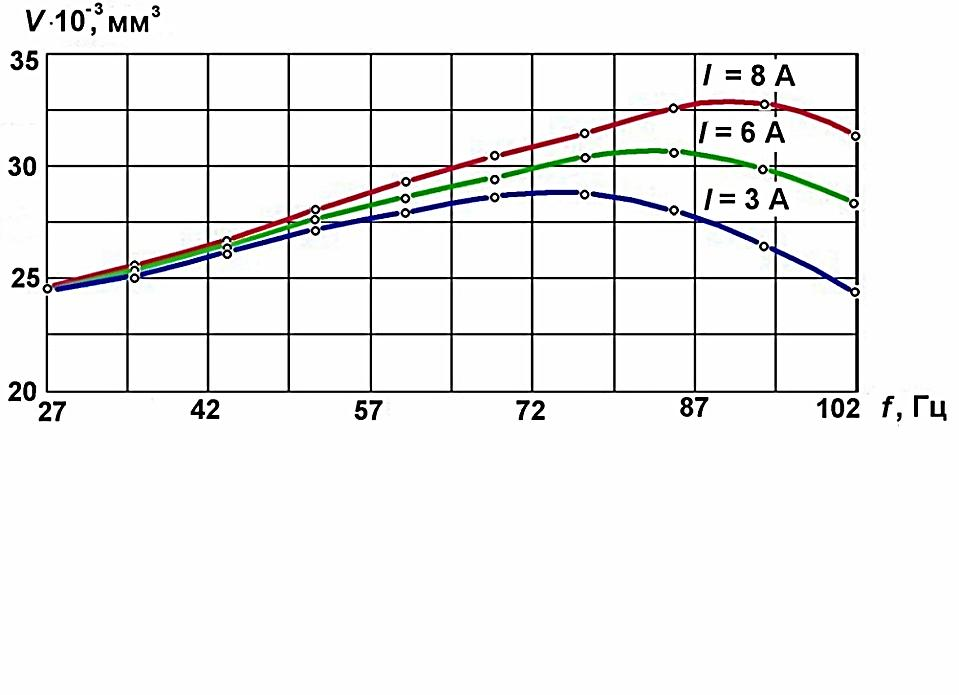 V·10⁻³, мм³
35
I = 8 А
I = 6 А
30
I = 3 А
25
20
27 42 57 72 87 102 f, Гц